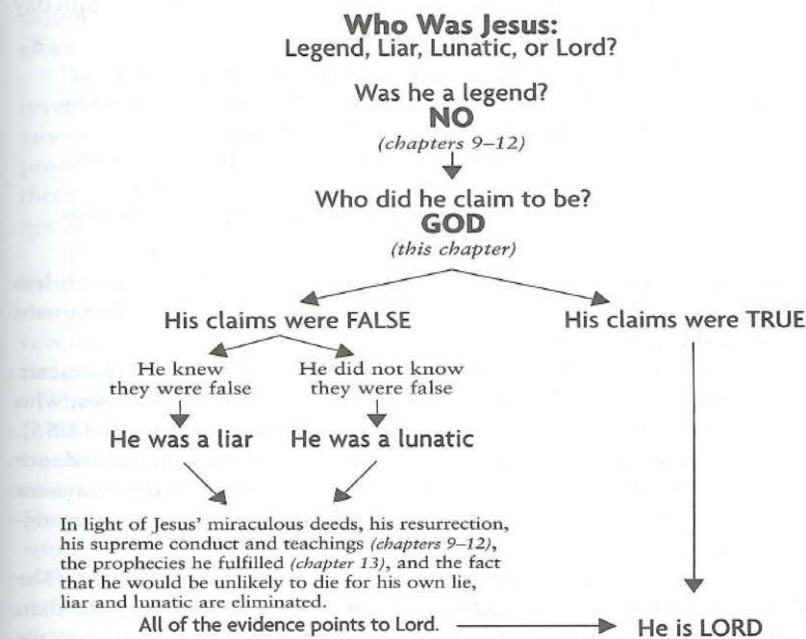 Who Was Jesus:
Legend, Liar, Lunatic, or Lord?
Was he a legend?
NO
(chapters 9–12)
Who did he claim to be?
GOD
(this chapter)
His claims were FALSE
His claims were TRUE
He knew
they were false
He did not know
they were false
He was a liar
He was a lunatic
In light of Jesus' miraculous deeds, his resurrection,
his supreme conduct and teachings (chapters 9–12),
the prophecies he fulfilled (chapter 13), and the fact
that he would be unlikely to die for his own lie,
liar and lunatic are eliminated.
All of the evidence points to Lord.
He is LORD